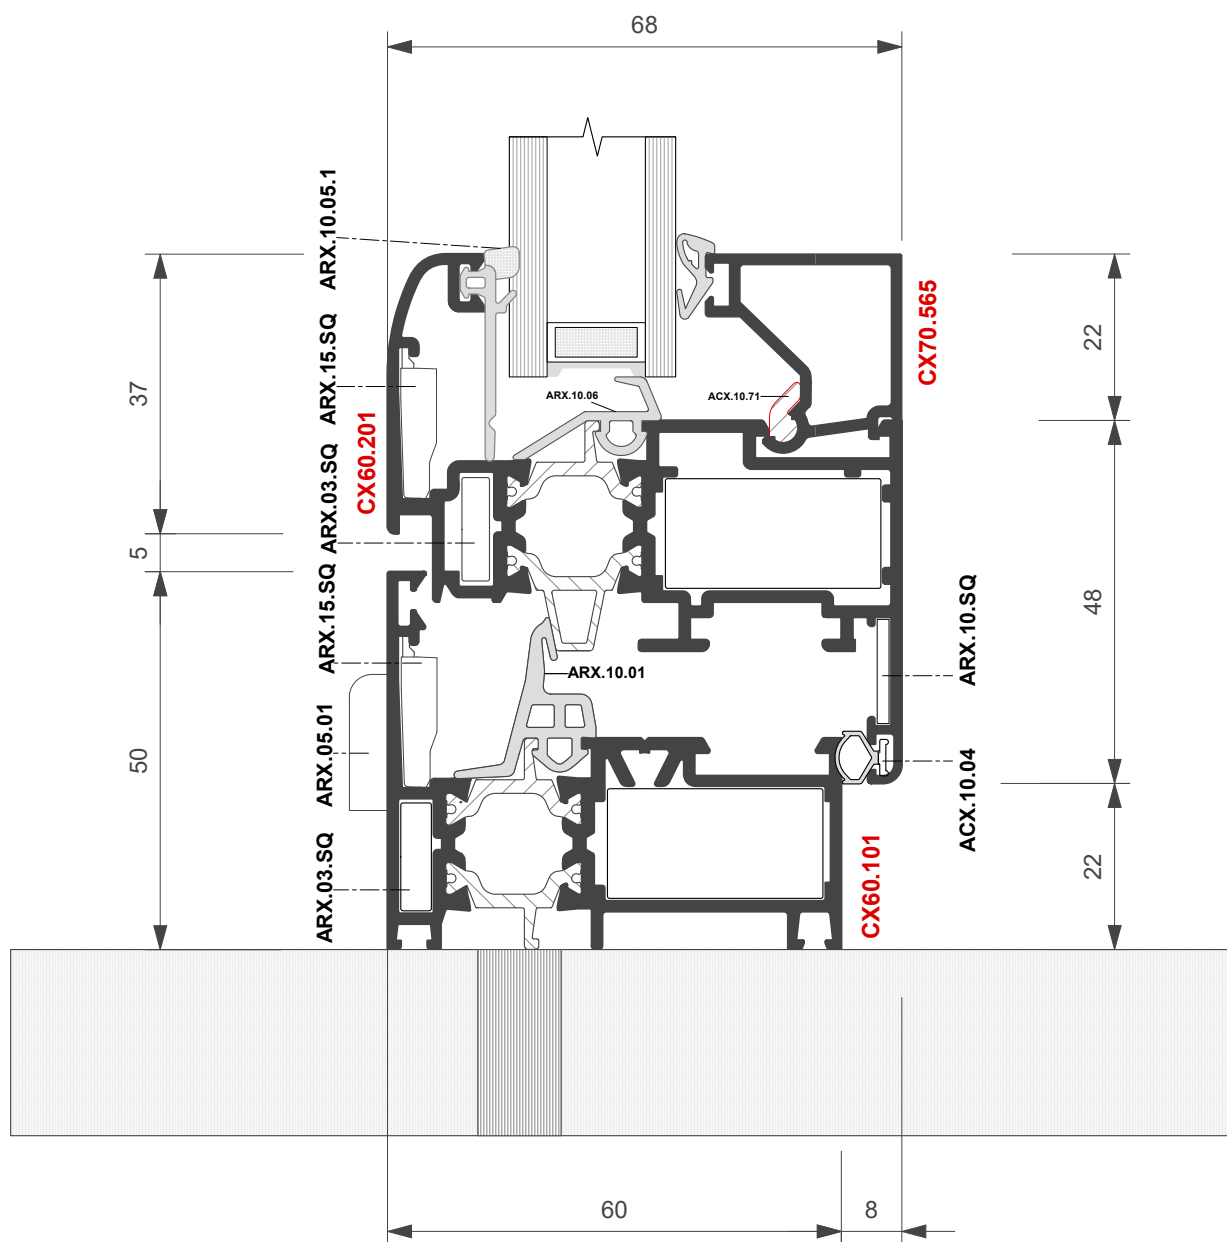 68
ARX.10.05.1
ARX.15.SQ
CX60.201
ARX.03.SQ
ARX.15.SQ
ARX.05.01
ARX.03.SQ
37
5
50
ARX.10.06
ACX.10.71
ARX.10.01
CX70.565
22
48
22
ARX.10.SQ
ACX.10.04
CX60.101
60
8